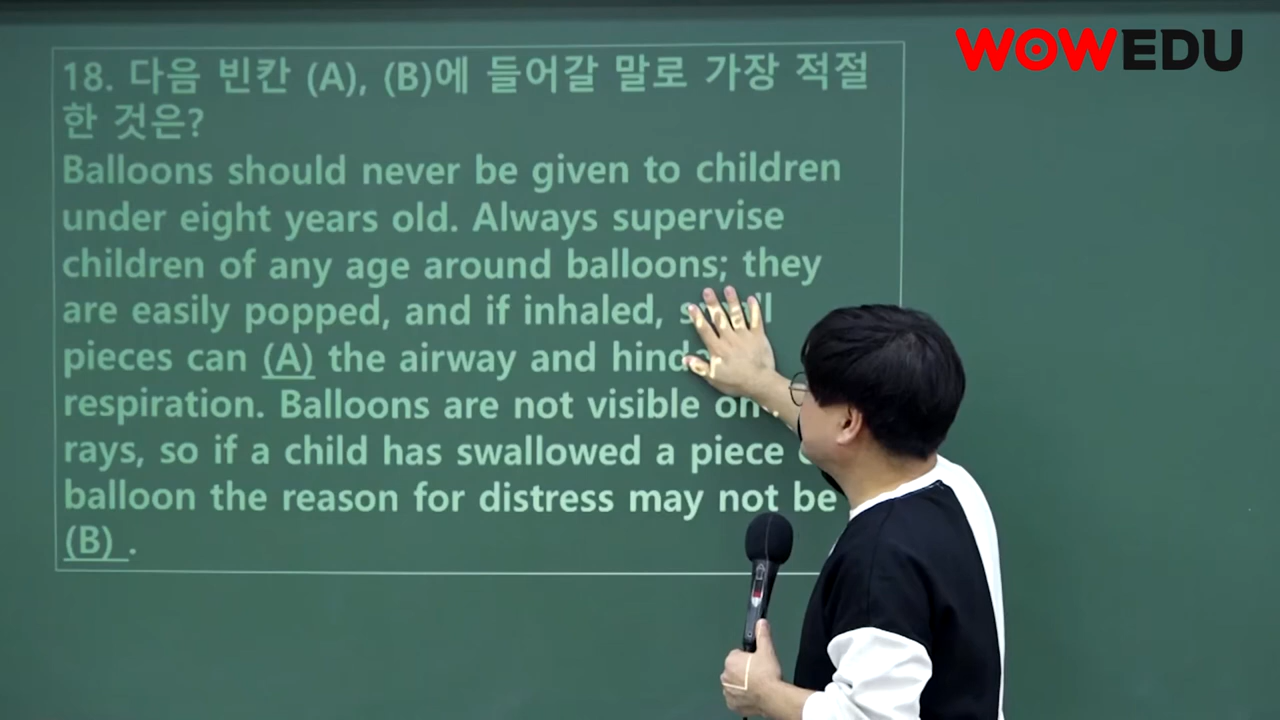 WOWEDU
18. 다음 빈칸 (A), (B)에 들어갈 말로 가장 적절
한 것은?
Balloons should never be given to children
under eight years old. Always supervise
children of any age around balloons; they
are easily popped, and if inhaled, small
pieces can (A) the airway and hinder
respiration. Balloons are not visible on
rays, so if a child has swallowed a piece
balloon the reason for distress may not be
(B) .